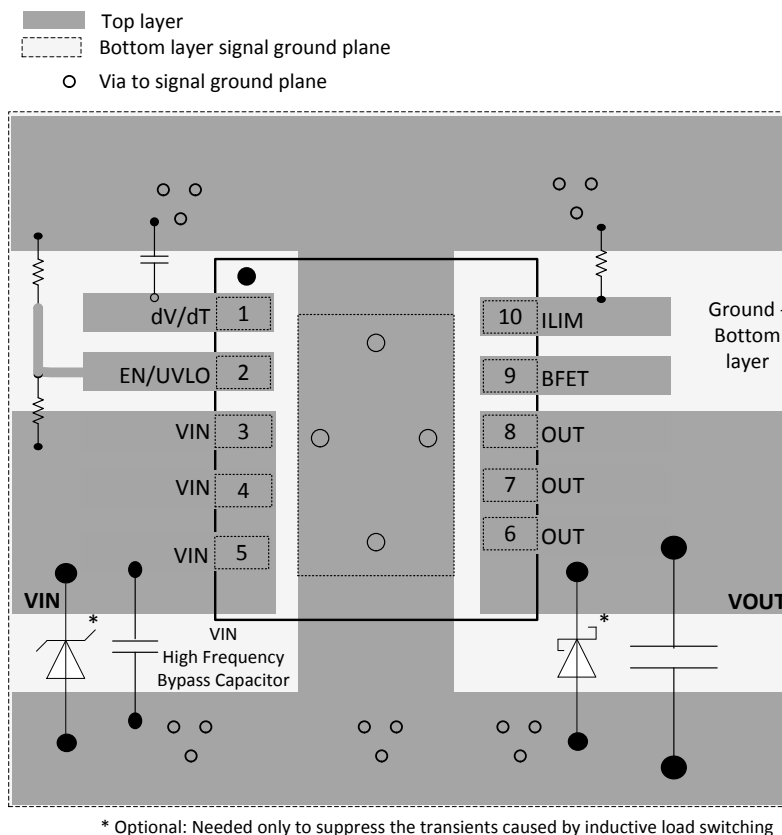 Top layer
Bottom layer signal ground plane
Via to signal ground plane
dV/dT 1
10 ILIM
Ground -
Bottom
layer
EN/UVLO 2
9 BFET
VIN 3
8 OUT
VIN 4
7 OUT
VIN 5
6 OUT
VIN
VOUT
*
*
VIN
High Frequency
Bypass Capacitor
* Optional: Needed only to suppress the transients caused by inductive load switching